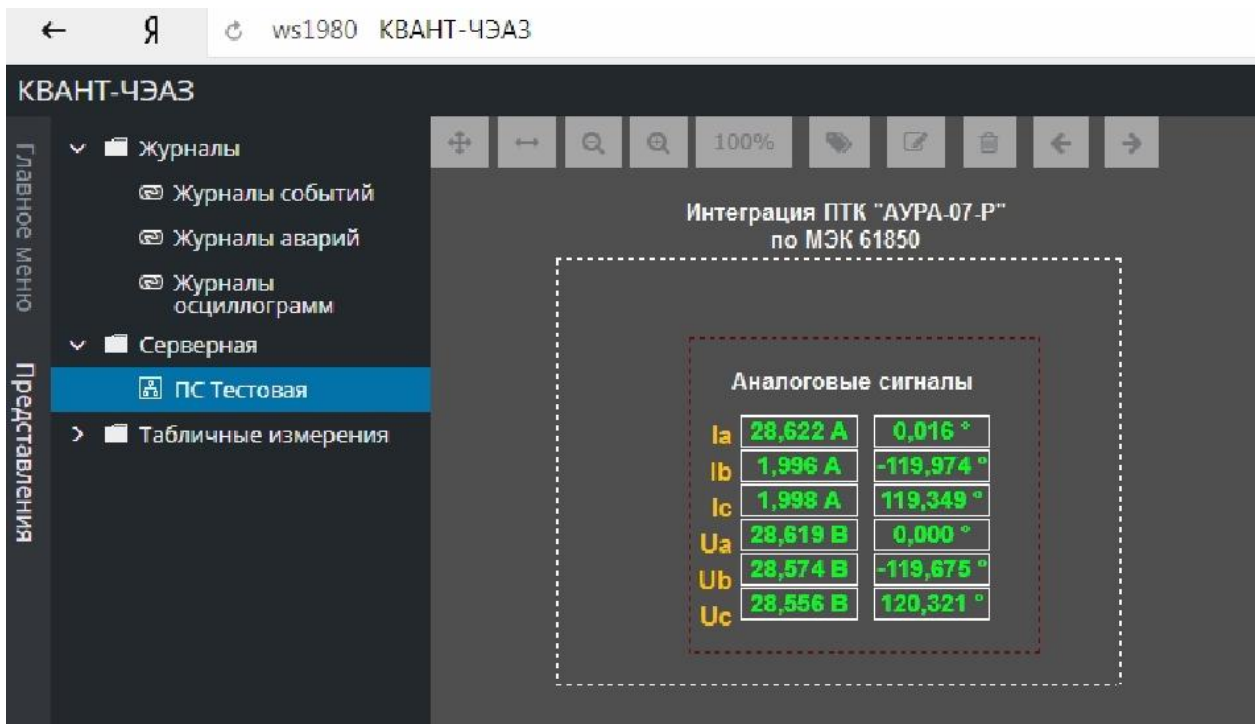 Я ws1980 КВАНТ-ЧЭАЗ
КВАНТ-ЧЭАЗ
Главное меню
Представления
Журналы
Журналы событий
Журналы аварий
Журналы
осциллограмм
Серверная
ПС Тестовая
Табличные измерения
100%
Интеграция ПТК "АУРА-07-Р"
по МЭК 61850
Аналоговые сигналы
Ia 28,622 А 0,016 °
Ib 1,996 А -119,974 °
Ic 1,998 А 119,349 °
Ua 28,619 В 0,000 °
Ub 28,574 В -119,675 °
Uc 28,556 В 120,321 °